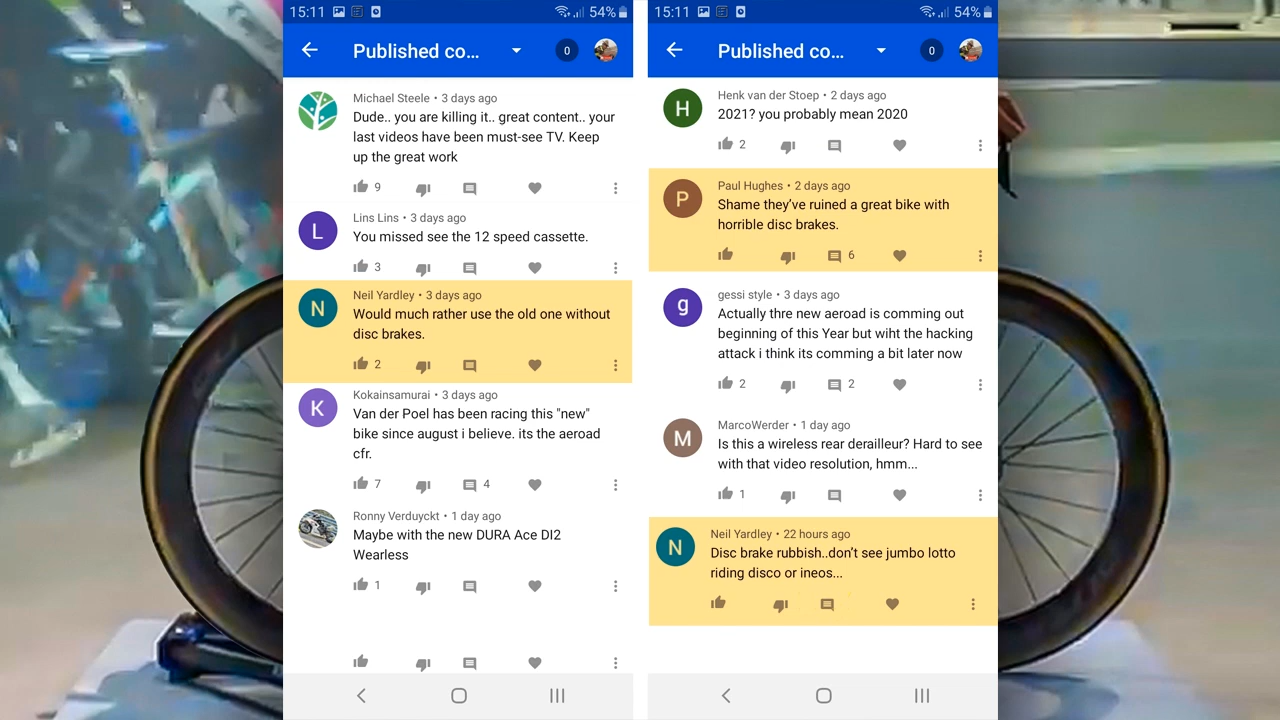 15:11
54%
Published co...
0
Michael Steele • 3 days ago
Dude.. you are killing it.. great content.. your
last videos have been must-see TV. Keep
up the great work
9
L
Lins Lins • 3 days ago
You missed see the 12 speed cassette.
3
N
Neil Yardley • 3 days ago
Would much rather use the old one without
disc brakes.
2
K
Kokainsamurai • 3 days ago
Van der Poel has been racing this "new"
bike since august i believe. its the aeroad
cfr.
7
4
Ronny Verduyckt • 1 day ago
Maybe with the new DURA Ace DI2
Wearless
1
15:11
54%
Published co...
0
H
Henk van der Stoep • 2 days ago
2021? you probably mean 2020
2
P
Paul Hughes • 2 days ago
Shame they've ruined a great bike with
horrible disc brakes.
6
g
gessi style • 3 days ago
Actually thre new aeroad is comming out
beginning of this Year but wiht the hacking
attack i think its comming a bit later now
2
2
M
MarcoWerder • 1 day ago
Is this a wireless rear derailleur? Hard to see
with that video resolution, hmm...
1
N
Neil Yardley • 22 hours ago
Disc brake rubbish..don't see jumbo lotto
riding disco or ineos...